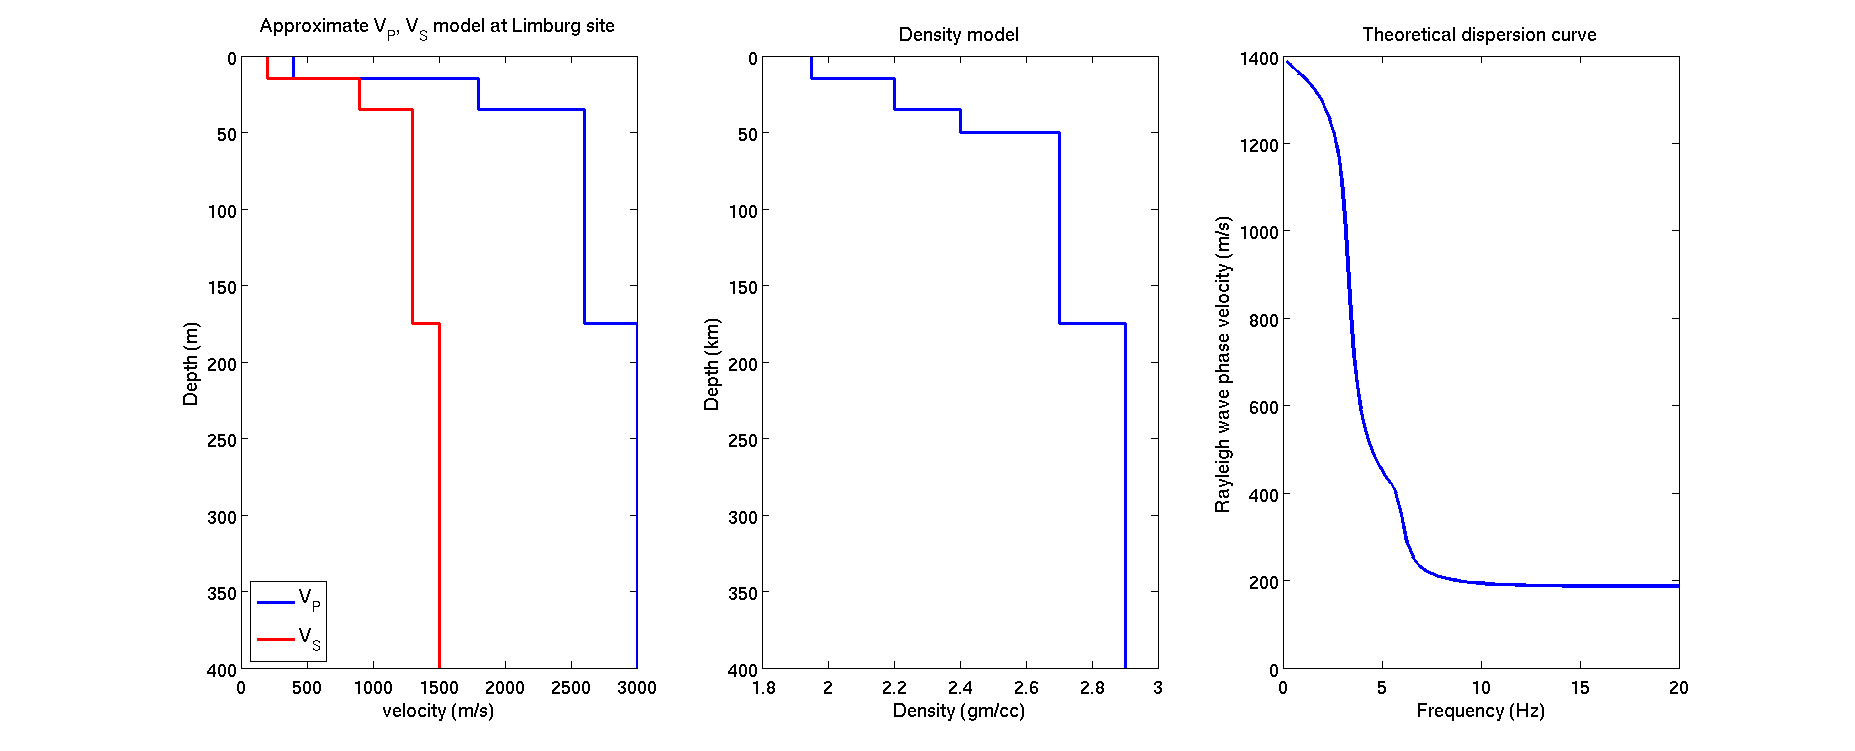 Approximate V_P, V_S model at Limburg site
0
50
100
150
200
250
300
350
400
Depth (m)
V_P
V_S
0 500 1000 1500 2000 2500 3000
velocity (m/s)
Density model
0
50
100
150
200
250
300
350
400
Depth (km)
1.8 2 2.2 2.4 2.6 2.8 3
Density (gm/cc)
Theoretical dispersion curve
1400
1200
1000
800
600
400
200
0
Rayleigh wave phase velocity (m/s)
0 5 10 15 20
Frequency (Hz)